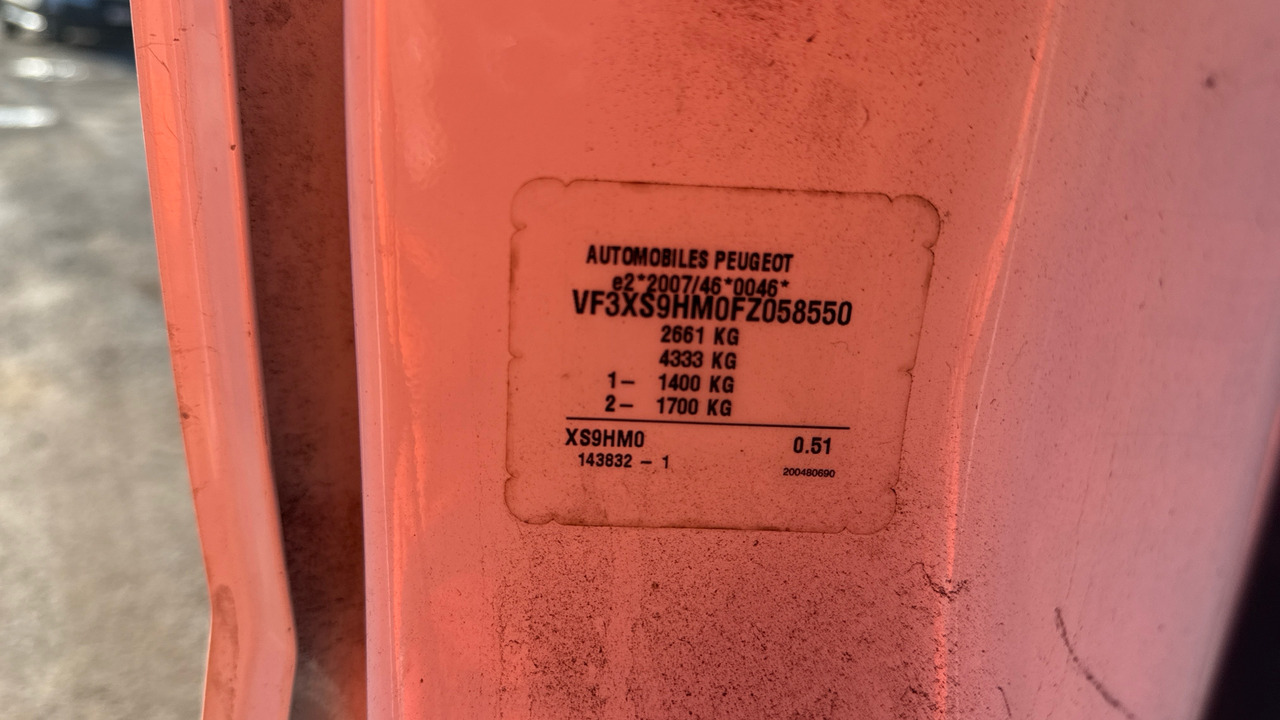 AUTOMOBILES PEUGEOT
e2*2007/46*0046*
VF3XS9HM0FZ058550
2661 KG
4333 KG
1– 1400 KG
2– 1700 KG
XS9HM0 0.51
143832 – 1 200480690